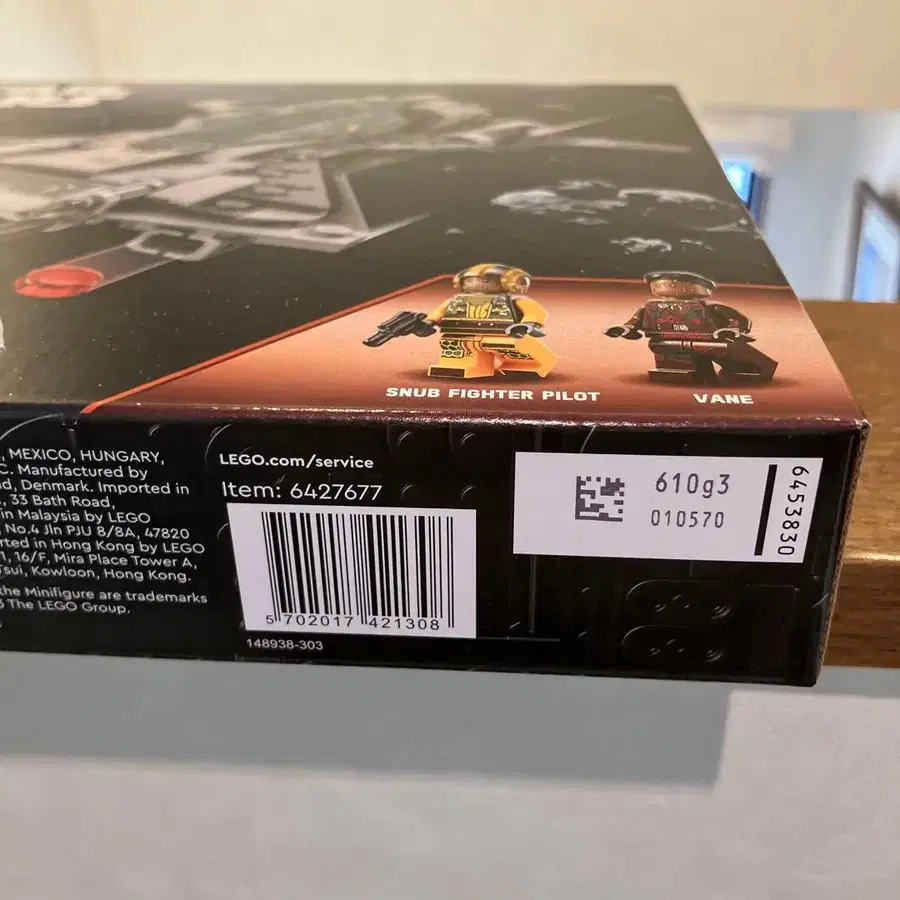 SNUB FIGHTER PILOT
VANE
, MEXICO, HUNGARY,
C. Manufactured by
d, Denmark. Imported in
, 33 Bath Road,
in Malaysia by LEGO
No.4 Jln PJU 8/8A, 47820
rted in Hong Kong by LEGO
1, 16/F, Mira Place Tower A,
Tsui, Kowloon, Hong Kong.
the Minifigure are trademarks
The LEGO Group.
LEGO.com/service
Item: 6427677
5 702017 421308
148938-303
610g3
010570
6453830